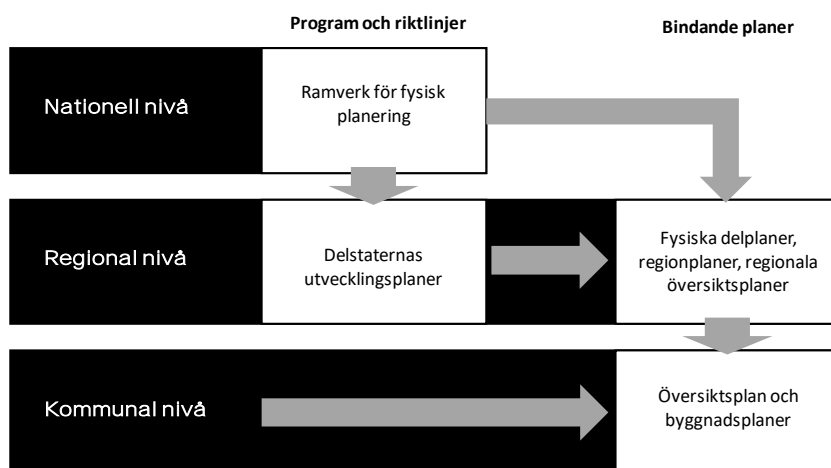 Program och riktlinjer
Bindande planer
Nationell nivå
Ramverk för fysisk
planering
Regional nivå
Delstaternas
utvecklingsplaner
Fysiska delplaner,
regionplaner, regionala
översiktsplaner
Kommunal nivå
Översiktsplan och
byggnadsplaner